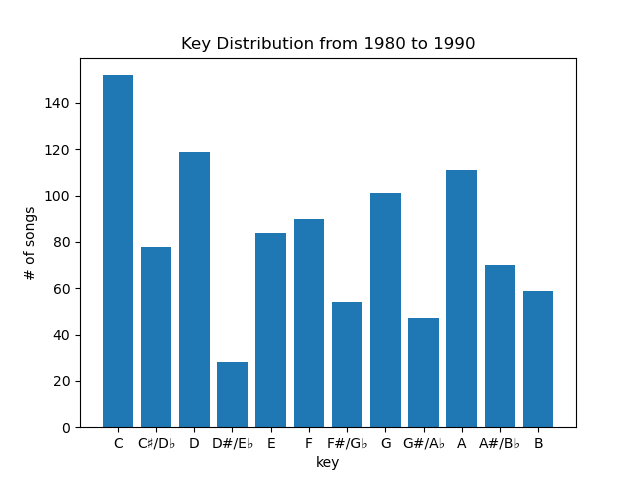 Key Distribution from 1980 to 1990
# of songs
140
120
100
80
60
40
20
0
C C♯/D♭ D D#/E♭ E F F#/G♭ G G#/A♭ A A#/B♭ B
key